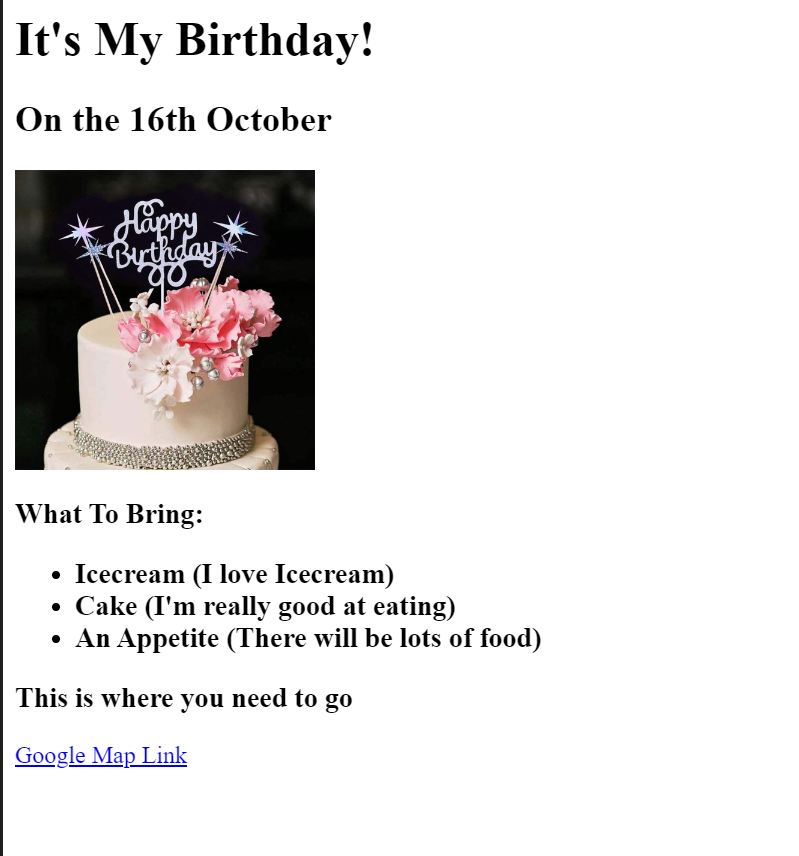 It's My Birthday!
On the 16th October
Happy
Birthday
What To Bring:
Icecream (I love Icecream)
Cake (I'm really good at eating)
An Appetite (There will be lots of food)
This is where you need to go
Google Map Link